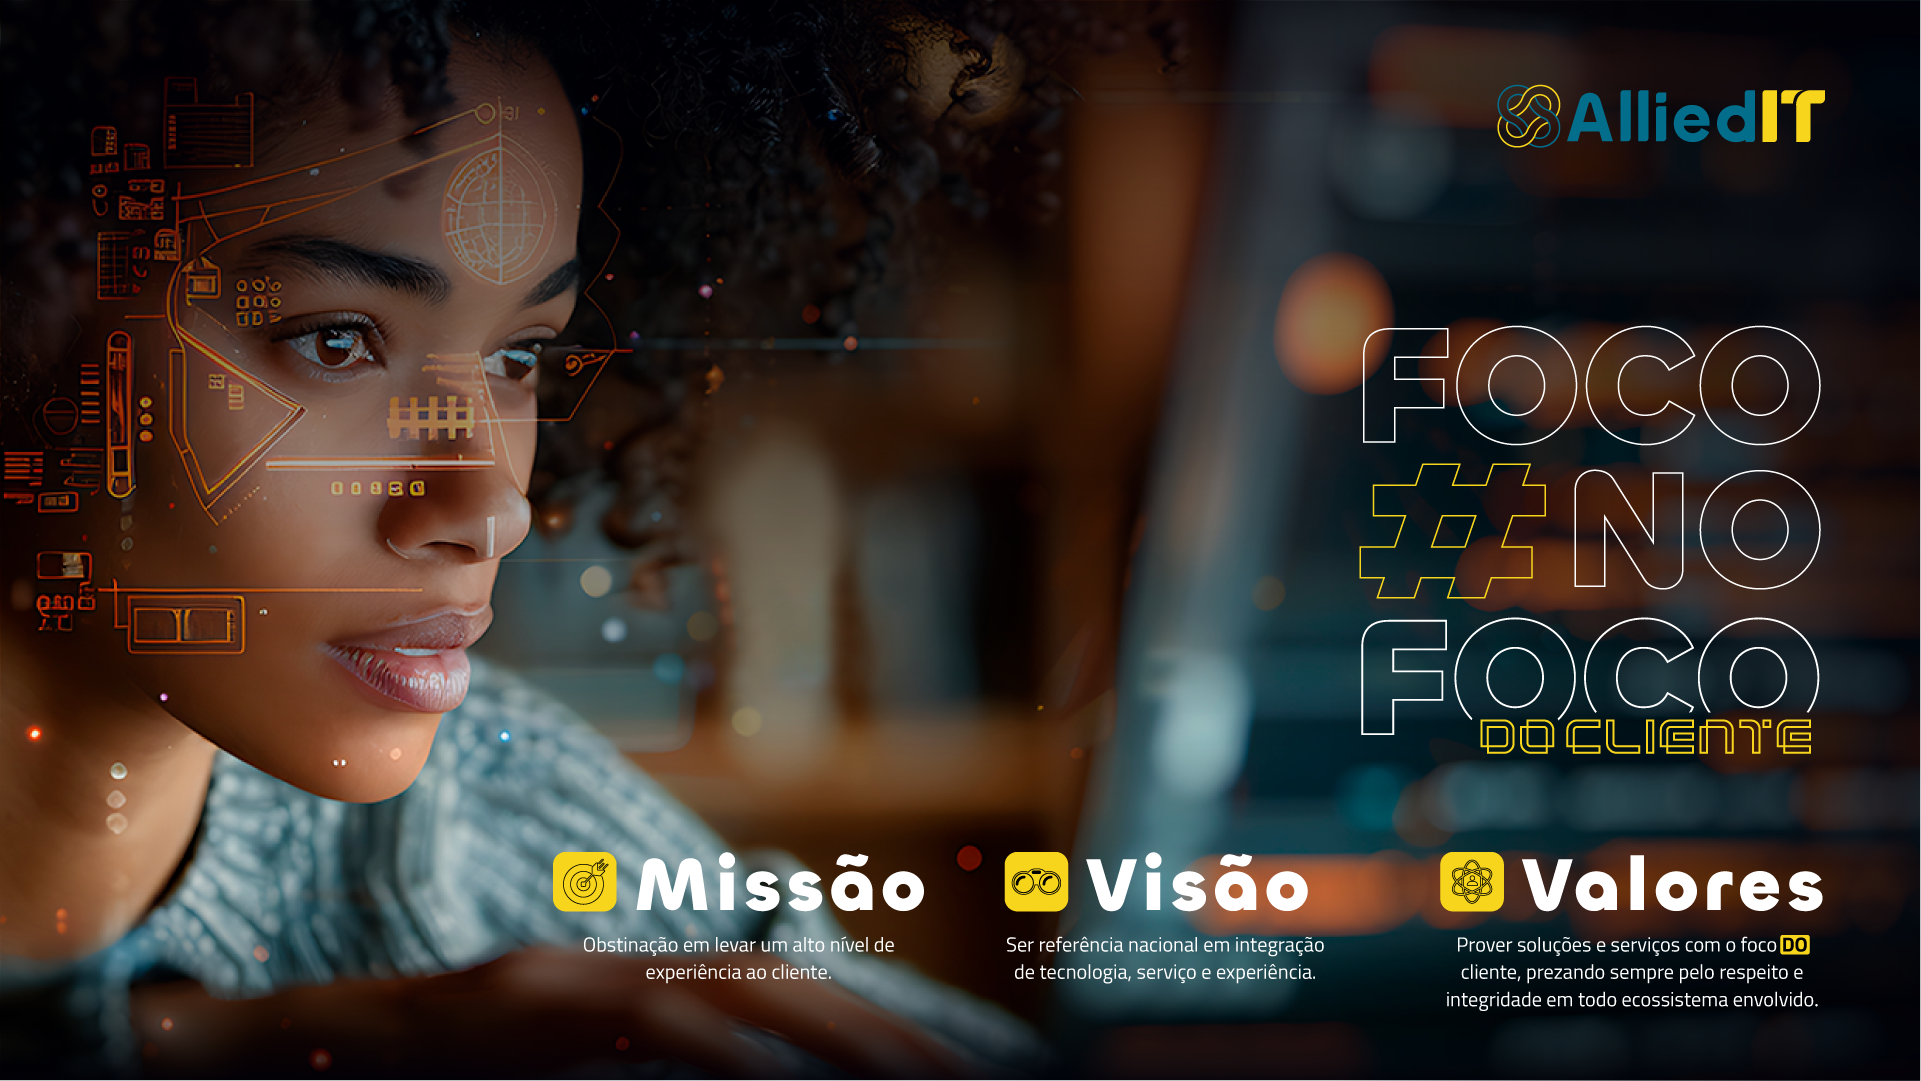 AlliedIT
FOCO
#NO
FOCO
DO CLIENTE
Missão
Obstinação em levar um alto nível de
experiência ao cliente.
Visão
Ser referência nacional em integração
de tecnologia, serviço e experiência.
Valores
Prover soluções e serviços com o foco DO
cliente, prezando sempre pelo respeito e
integridade em todo ecossistema envolvido.